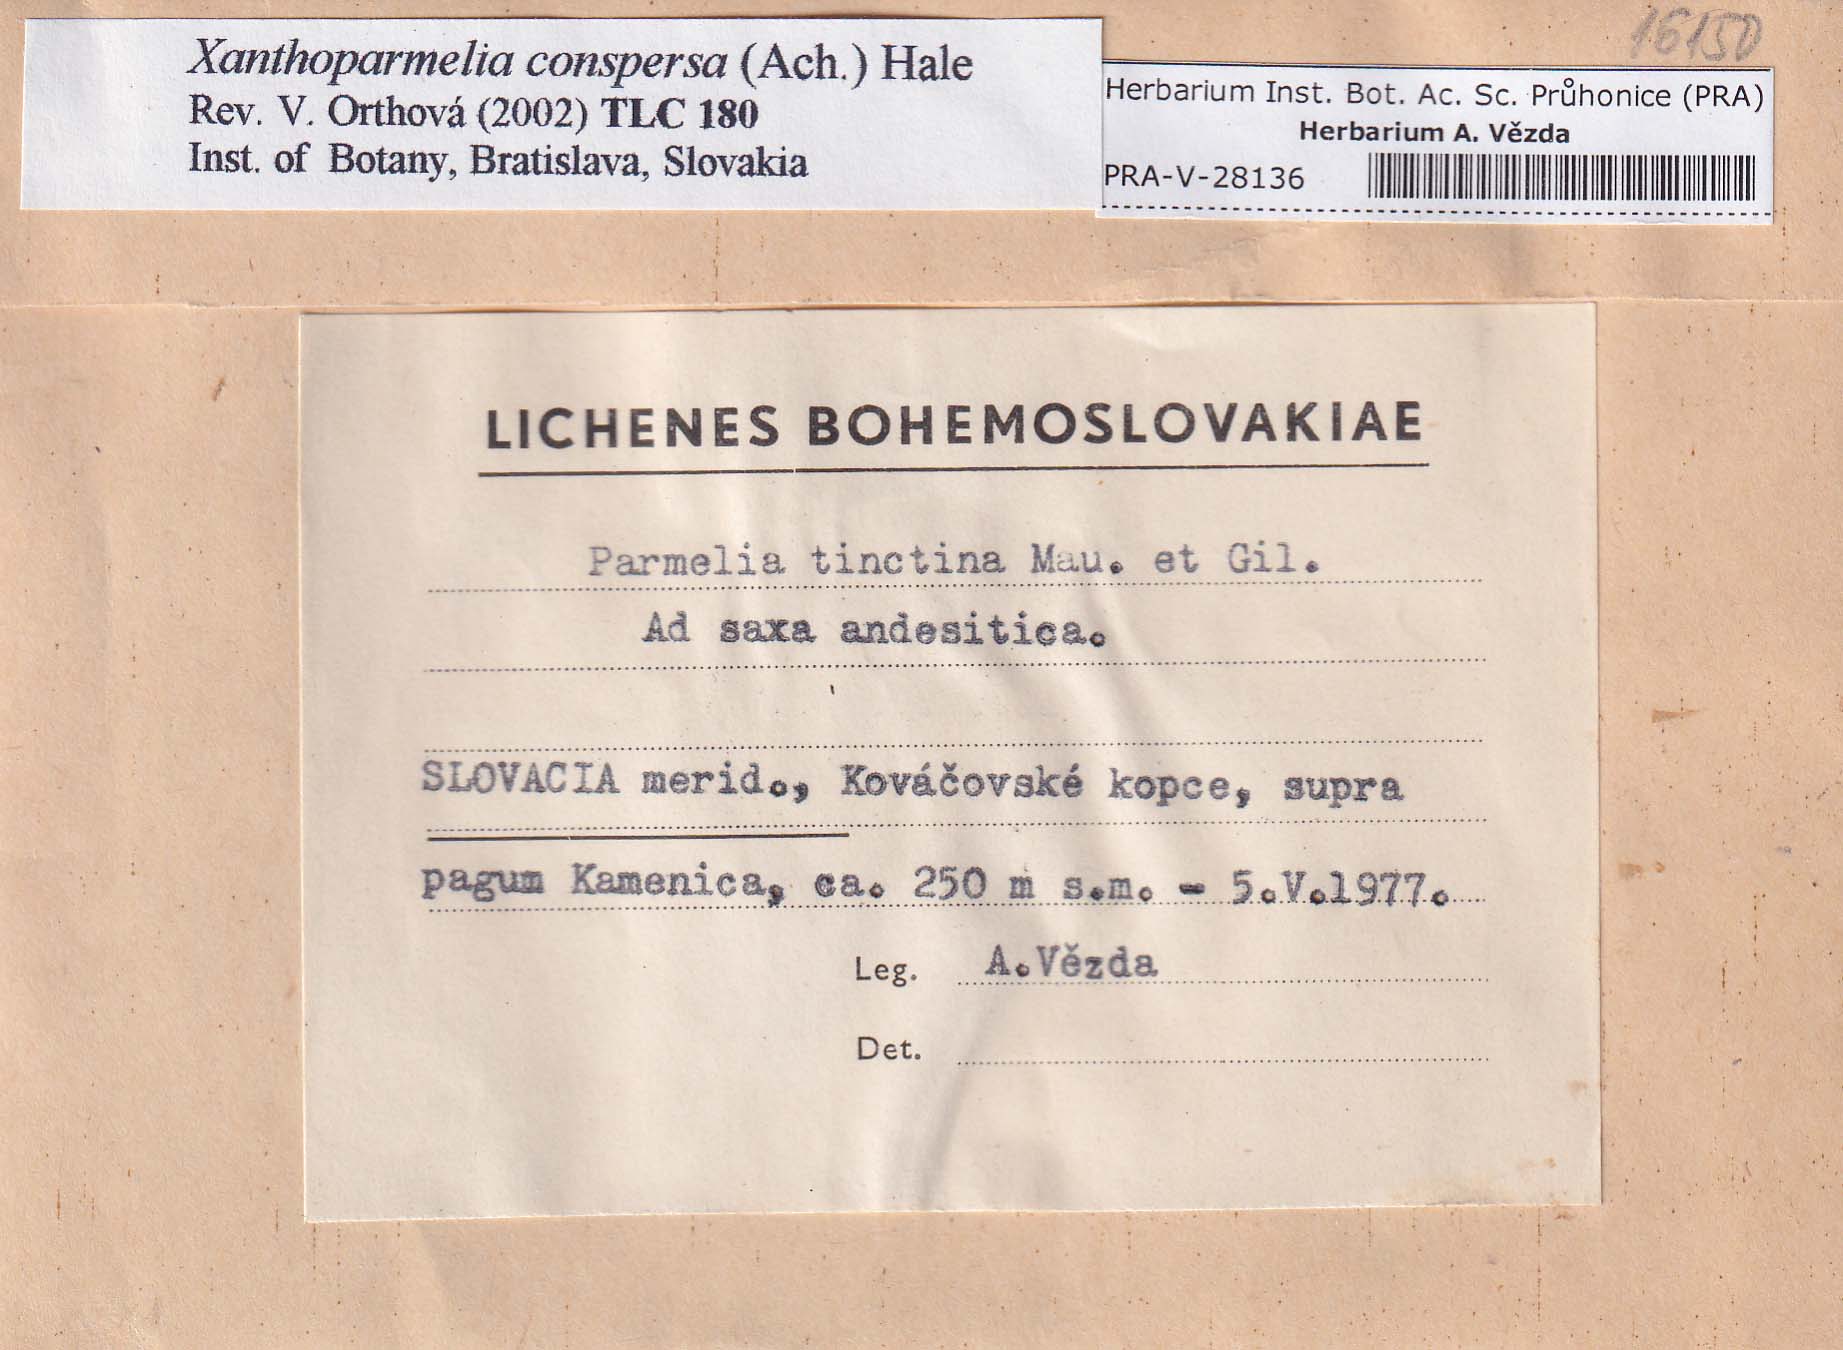 16150
Xanthoparmelia conspersa (Ach.) Hale
Rev. V. Orthová (2002) TLC 180
Inst. of Botany, Bratislava, Slovakia
Herbarium Inst. Bot. Ac. Sc. Průhonice (PRA)
Herbarium A. Vězda
PRA-V-28136
LICHENES BOHEMOSLOVAKIAE
Parmelia tinctina Mau. et Gil.
Ad saxa andesitica.
SLOVACIA merid., Kováčovské kopce, supra
pagum Kamenica, ca. 250 m s.m. - 5.V.1977.
Leg. A.Vězda
Det.